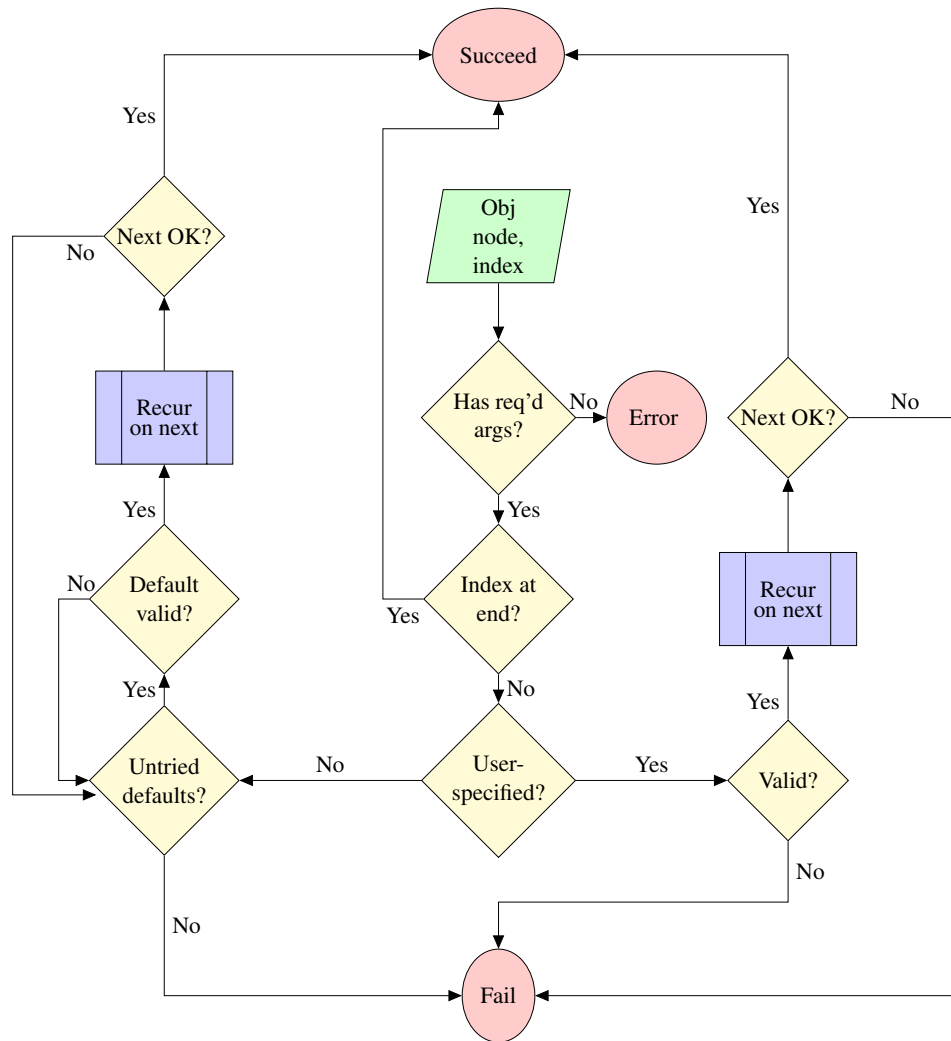 Succeed
Yes
Yes
Obj
node,
index
Next OK?
No
Has req'd
args?
No
Error
Next OK?
No
Recur
on next
Yes
Yes
Default
valid?
No
Index at
end?
Yes
Recur
on next
Yes
No
Yes
Untried
defaults?
No
User-
specified?
Yes
Valid?
No
No
Fail